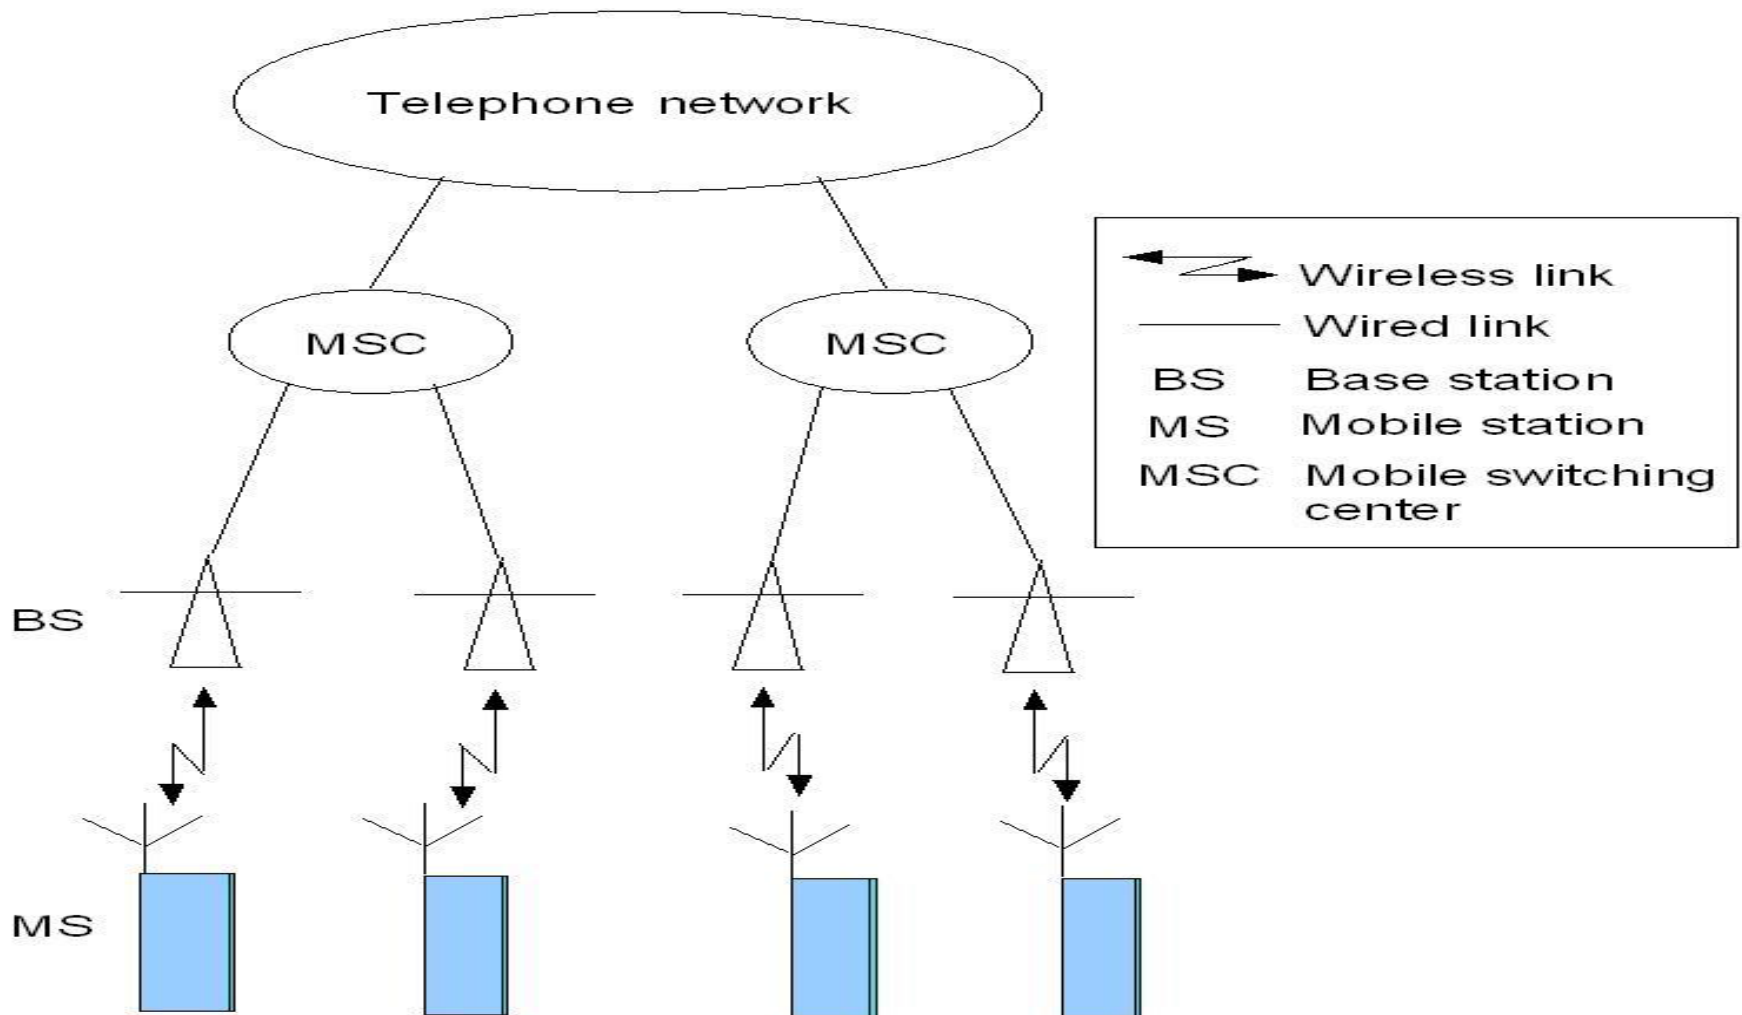 Telephone network
MSC
MSC
Wireless link
Wired link
BS Base station
MS Mobile station
MSC Mobile switching
center
BS
MS